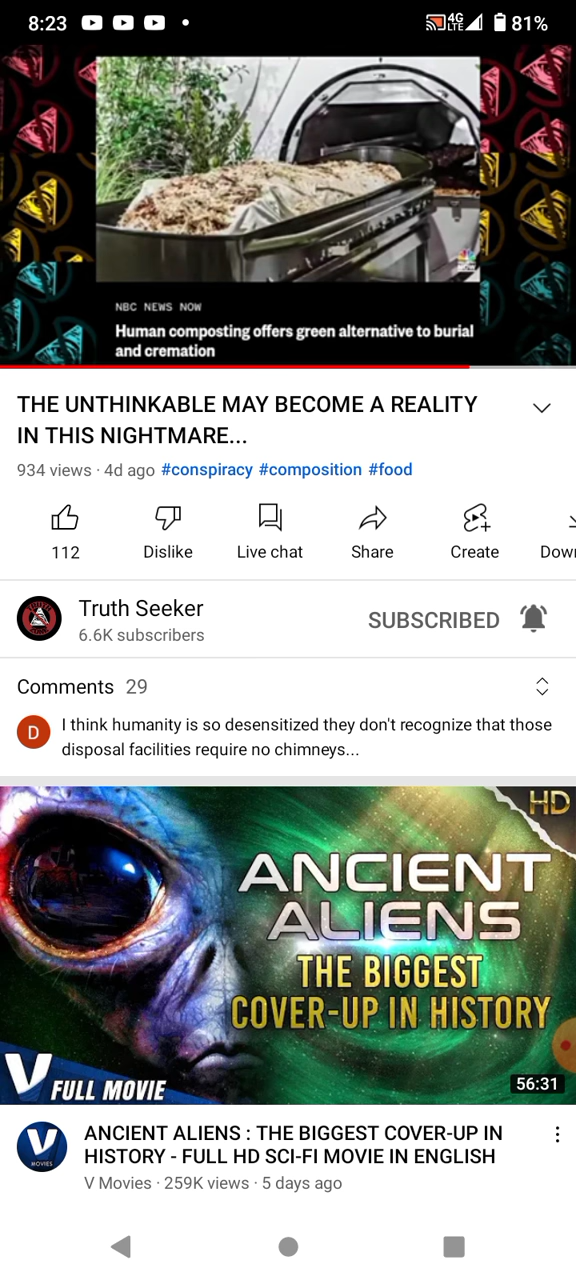 8:23
4G
LTE
81%
NBC NEWS NOW
Human composting offers green alternative to burial
and cremation
THE UNTHINKABLE MAY BECOME A REALITY
IN THIS NIGHTMARE...
934 views · 4d ago #conspiracy #composition #food
112
Dislike
Live chat
Share
Create
Down
Truth Seeker
6.6K subscribers
SUBSCRIBED
Comments 29
D
I think humanity is so desensitized they don't recognize that those
disposal facilities require no chimneys...
HD
ANCIENT
ALIENS
THE BIGGEST
COVER-UP IN HISTORY
V FULL MOVIE
56:31
V
MOVIES
ANCIENT ALIENS : THE BIGGEST COVER-UP IN
HISTORY - FULL HD SCI-FI MOVIE IN ENGLISH
V Movies · 259K views · 5 days ago